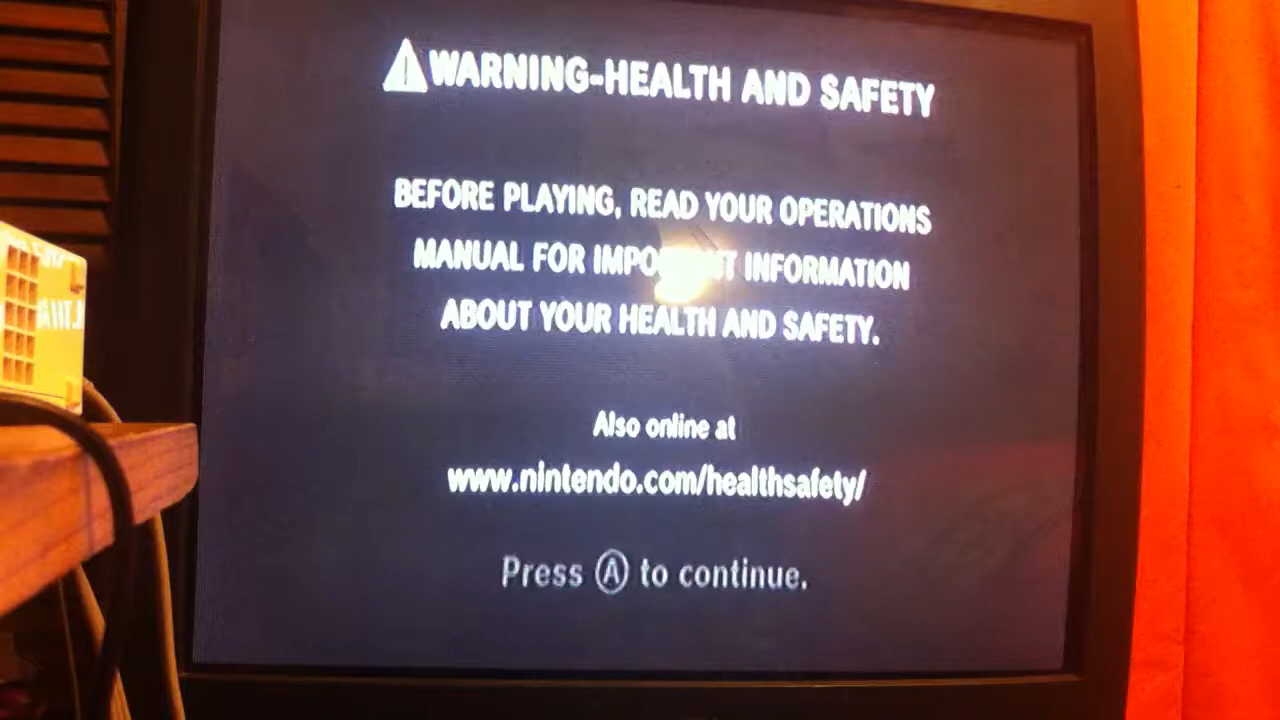 WARNING-HEALTH AND SAFETY
BEFORE PLAYING, READ YOUR OPERATIONS
MANUAL FOR IMPORTANT INFORMATION
ABOUT YOUR HEALTH AND SAFETY.
Also online at
www.nintendo.com/healthsafety/
Press A to continue.